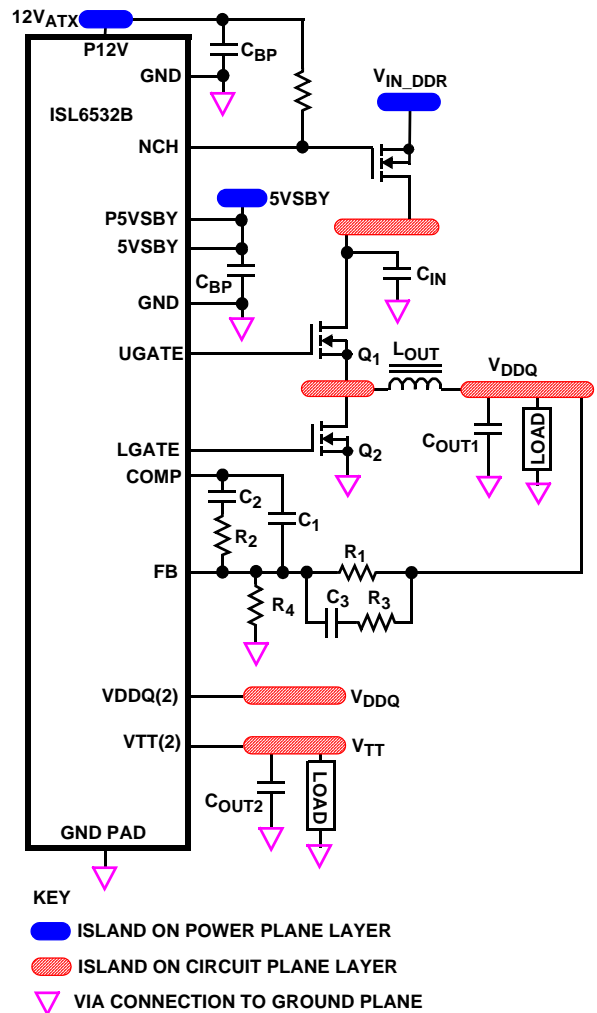 12VATX
P12V
CBP
GND
VIN_DDR
ISL6532B
NCH
5VSBY
P5VSBY
5VSBY
CBP
CIN
GND
Q1
LOUT
UGATE
VDDQ
LGATE
Q2
COUT1
LOAD
COMP
C2
C1
R2
R1
FB
C3
R3
R4
VDDQ(2)
VDDQ
VTT(2)
VTT
COUT2
LOAD
GND PAD
KEY
ISLAND ON POWER PLANE LAYER
ISLAND ON CIRCUIT PLANE LAYER
VIA CONNECTION TO GROUND PLANE